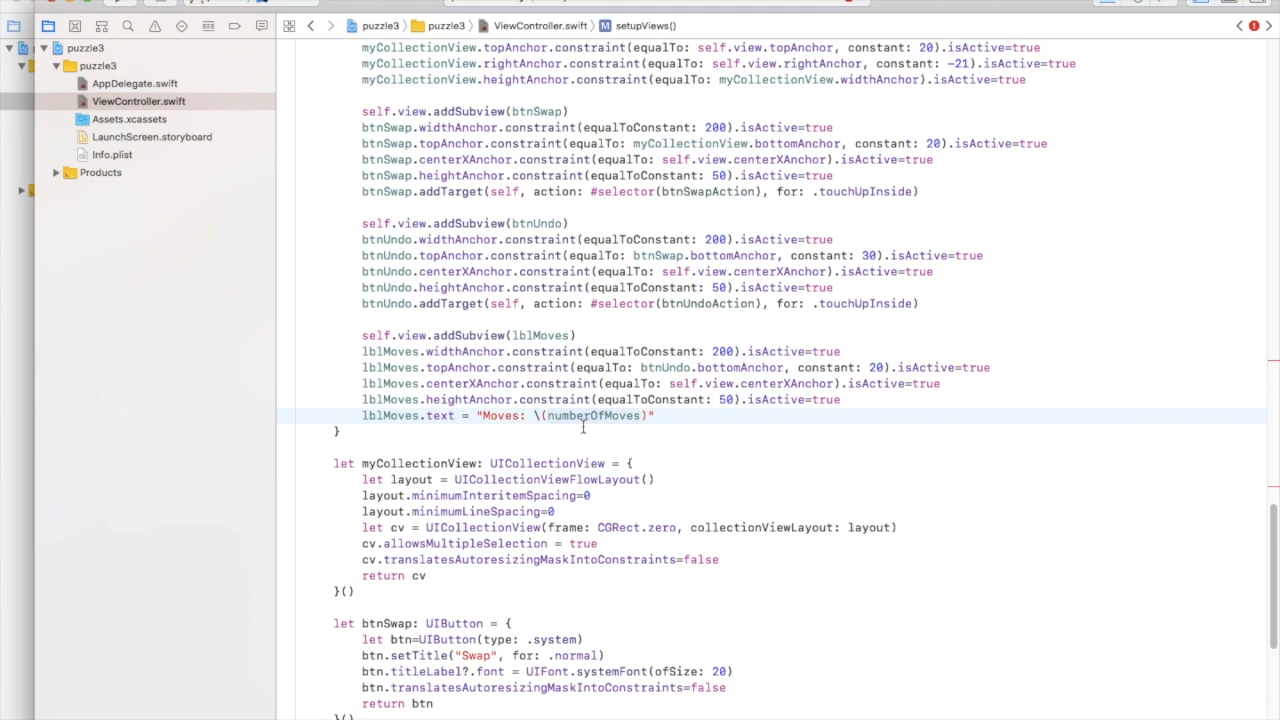 puzzle3 puzzle3 ViewController.swift M setupViews()
puzzle3
puzzle3
AppDelegate.swift
ViewController.swift
Assets.xcassets
LaunchScreen.storyboard
Info.plist
Products
myCollectionView.topAnchor.constraint(equalTo: self.view.topAnchor, constant: 20).isActive=true
myCollectionView.rightAnchor.constraint(equalTo: self.view.rightAnchor, constant: -21).isActive=true
myCollectionView.heightAnchor.constraint(equalTo: myCollectionView.widthAnchor).isActive=true
self.view.addSubview(btnSwap)
btnSwap.widthAnchor.constraint(equalToConstant: 200).isActive=true
btnSwap.topAnchor.constraint(equalTo: myCollectionView.bottomAnchor, constant: 20).isActive=true
btnSwap.centerXAnchor.constraint(equalTo: self.view.centerXAnchor).isActive=true
btnSwap.heightAnchor.constraint(equalToConstant: 50).isActive=true
btnSwap.addTarget(self, action: #selector(btnSwapAction), for: .touchUpInside)
self.view.addSubview(btnUndo)
btnUndo.widthAnchor.constraint(equalToConstant: 200).isActive=true
btnUndo.topAnchor.constraint(equalTo: btnSwap.bottomAnchor, constant: 30).isActive=true
btnUndo.centerXAnchor.constraint(equalTo: self.view.centerXAnchor).isActive=true
btnUndo.heightAnchor.constraint(equalToConstant: 50).isActive=true
btnUndo.addTarget(self, action: #selector(btnUndoAction), for: .touchUpInside)
self.view.addSubview(lblMoves)
lblMoves.widthAnchor.constraint(equalToConstant: 200).isActive=true
lblMoves.topAnchor.constraint(equalTo: btnUndo.bottomAnchor, constant: 20).isActive=true
lblMoves.centerXAnchor.constraint(equalTo: self.view.centerXAnchor).isActive=true
lblMoves.heightAnchor.constraint(equalToConstant: 50).isActive=true
lblMoves.text = "Moves: \(numberOfMoves)"
}
let myCollectionView: UICollectionView = {
let layout = UICollectionViewFlowLayout()
layout.minimumInteritemSpacing=0
layout.minimumLineSpacing=0
let cv = UICollectionView(frame: CGRect.zero, collectionViewLayout: layout)
cv.allowsMultipleSelection = true
cv.translatesAutoresizingMaskIntoConstraints=false
return cv
}()
let btnSwap: UIButton = {
let btn=UIButton(type: .system)
btn.setTitle("Swap", for: .normal)
btn.titleLabel?.font = UIFont.systemFont(ofSize: 20)
btn.translatesAutoresizingMaskIntoConstraints=false
return btn
}()